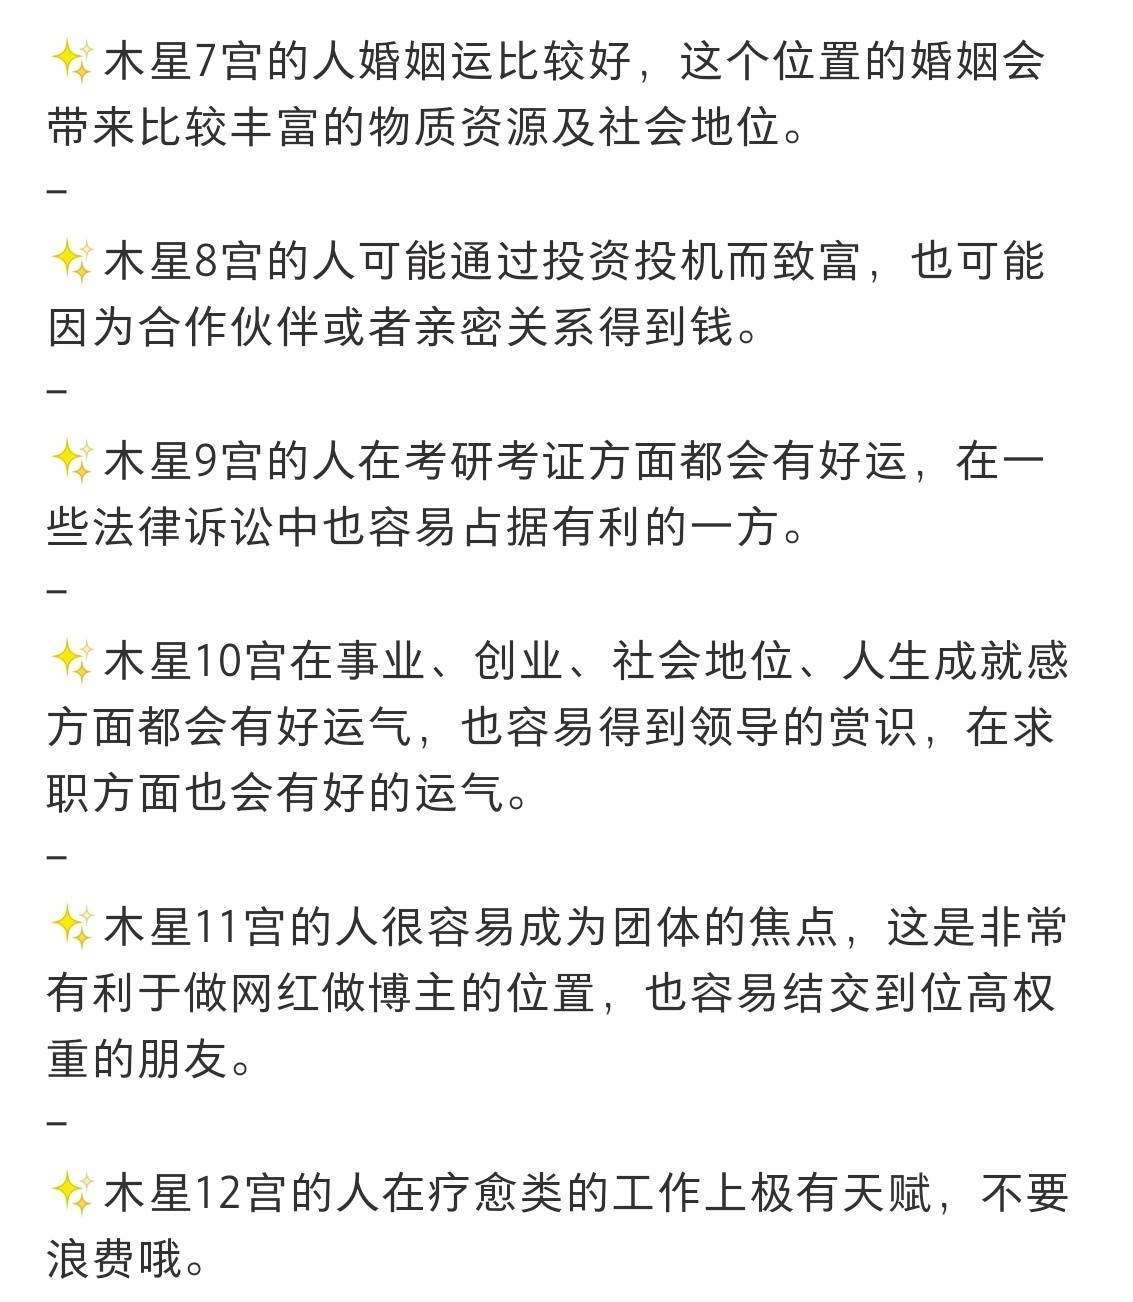 ✨木星7宫的人婚姻运比较好，这个位置的婚姻会
带来比较丰富的物质资源及社会地位。
–
✨木星8宫的人可能通过投资投机而致富，也可能
因为合作伙伴或者亲密关系得到钱。
–
✨木星9宫的人在考研考证方面都会有好运，在一
些法律诉讼中也容易占据有利的一方。
–
✨木星10宫在事业、创业、社会地位、人生成就感
方面都会有好运气，也容易得到领导的赏识，在求
职方面也会有好的运气。
–
✨木星11宫的人很容易成为团体的焦点，这是非常
有利于做网红做博主的位置，也容易结交到位高权
重的朋友。
–
✨木星12宫的人在疗愈类的工作上极有天赋，不要
浪费哦。